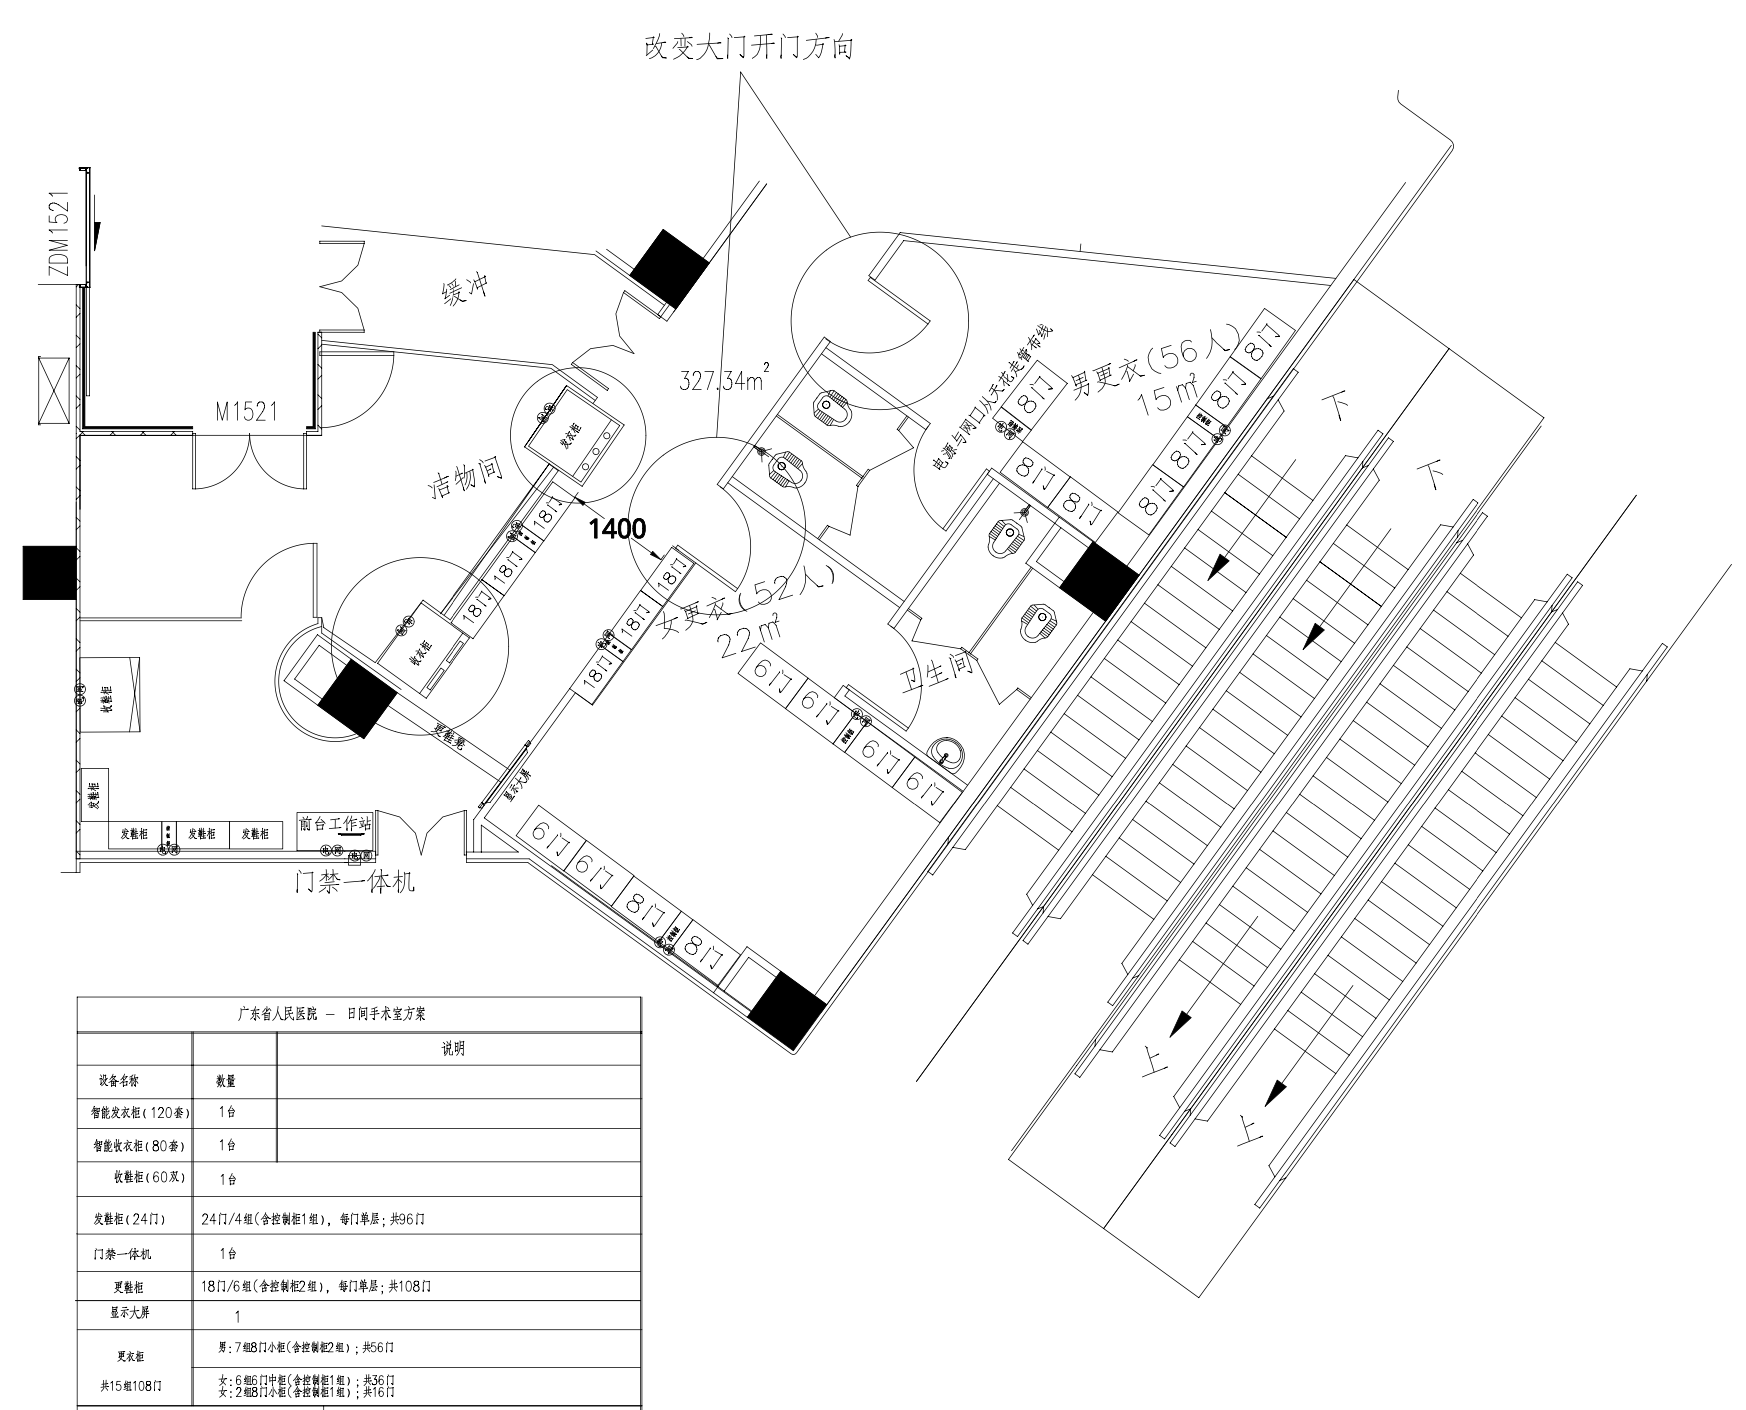 改变大门开门方向
ZDM1521
缓冲
M1521
327.34m²
洁物间
发衣柜
1400
电源与网口从天花走管布线
男更衣(56人)
15㎡
8门
8门
8门
8门
8门
8门
8门
控制柜
下
下
18门
18门
18门
18门
18门
18门
收衣柜
女更衣(52人)
22㎡
卫生间
6门
6门
控制柜
6门
6门
收鞋柜
更鞋凳
显示大屏
发鞋柜
发鞋柜
发鞋柜
发鞋柜
前台工作站
门禁一体机
6门
6门
8门
控制柜
8门
上
上
广东省人民医院 — 日间手术室方案
说明
设备名称 数量
智能发衣柜(120套) 1台
智能收衣柜(80套) 1台
收鞋柜(60双) 1台
发鞋柜(24门) 24门/4组(含控制柜1组)，每门单层；共96门
门禁一体机 1台
更鞋柜 18门/6组(含控制柜2组)，每门单层；共108门
显示大屏 1
更衣柜
共15组108门
男：7组8门小柜(含控制柜2组)；共56门
女：6组6门中柜(含控制柜1组)；共36门
女：2组8门小柜(含控制柜1组)；共16门